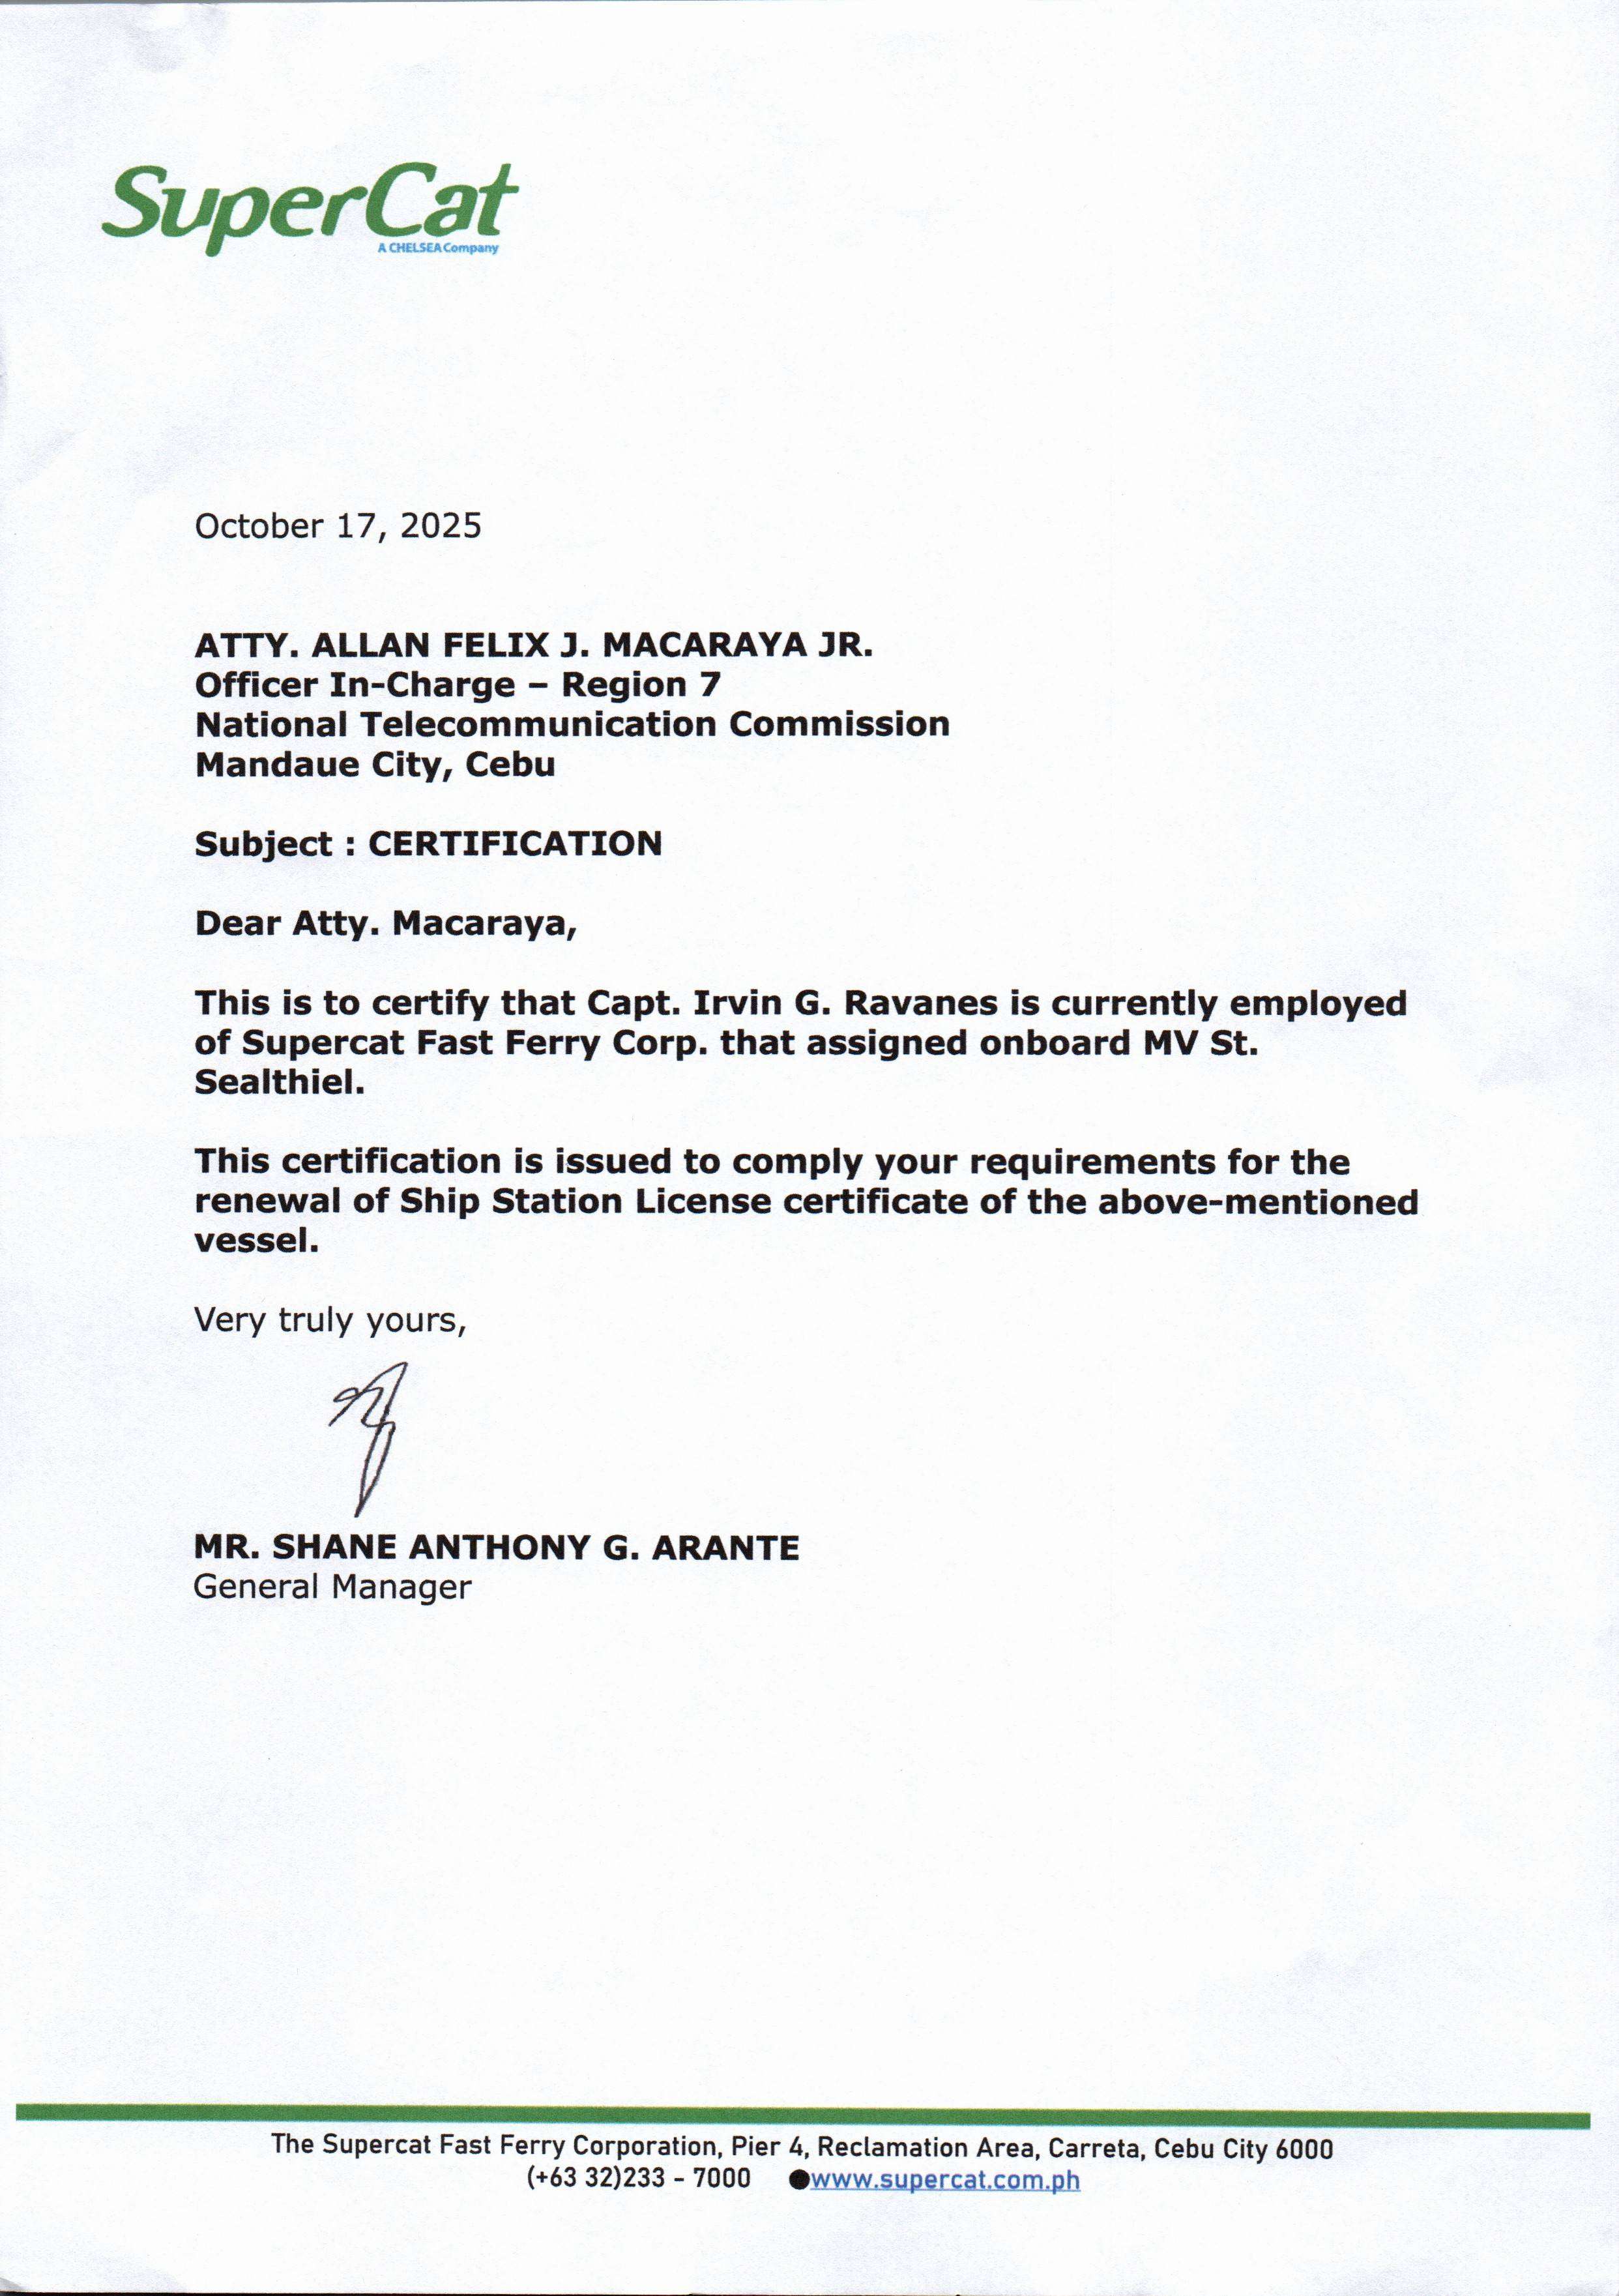 SuperCat
A CHELSEA Company
October 17, 2025
ATTY. ALLAN FELIX J. MACARAYA JR.
Officer In-Charge – Region 7
National Telecommunication Commission
Mandaue City, Cebu
Subject : CERTIFICATION
Dear Atty. Macaraya,
This is to certify that Capt. Irvin G. Ravanes is currently employed
of Supercat Fast Ferry Corp. that assigned onboard MV St.
Sealthiel.
This certification is issued to comply your requirements for the
renewal of Ship Station License certificate of the above-mentioned
vessel.
Very truly yours,
MR. SHANE ANTHONY G. ARANTE
General Manager
The Supercat Fast Ferry Corporation, Pier 4, Reclamation Area, Carreta, Cebu City 6000
(+63 32)233 - 7000 ●www.supercat.com.ph